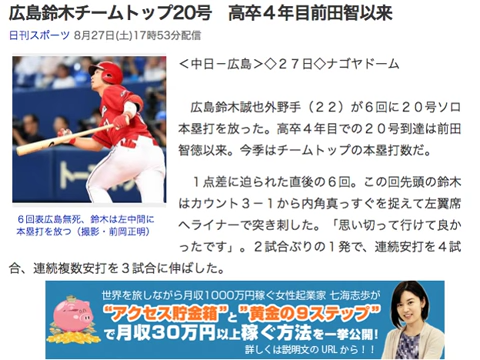 広島鈴木チームトップ20号　高卒４年目前田智以来
日刊スポーツ 8月27日(土)17時53分配信
＜中日－広島＞◇２７日◇ナゴヤドーム
広島鈴木誠也外野手（２２）が６回に２０号ソロ
本塁打を放った。高卒４年目での２０号到達は前田
智徳以来。今季はチームトップの本塁打数だ。
１点差に迫られた直後の６回。この回先頭の鈴木
はカウント３－１から内角真っすぐを捉えて左翼席
へライナーで突き刺した。「思い切って行けて良か
ったです」。２試合ぶりの１発で、連続安打を４試
合、連続複数安打を３試合に伸ばした。
６回表広島無死、鈴木は左中間に
本塁打を放つ（撮影・前岡正明）
世界を旅しながら月収1000万円稼ぐ女性起業家 七海志歩が
“アクセス貯金箱”と”黄金の９ステップ”
で月収30万円以上稼ぐ方法を一挙公開!
詳しくは説明文のURLから！！